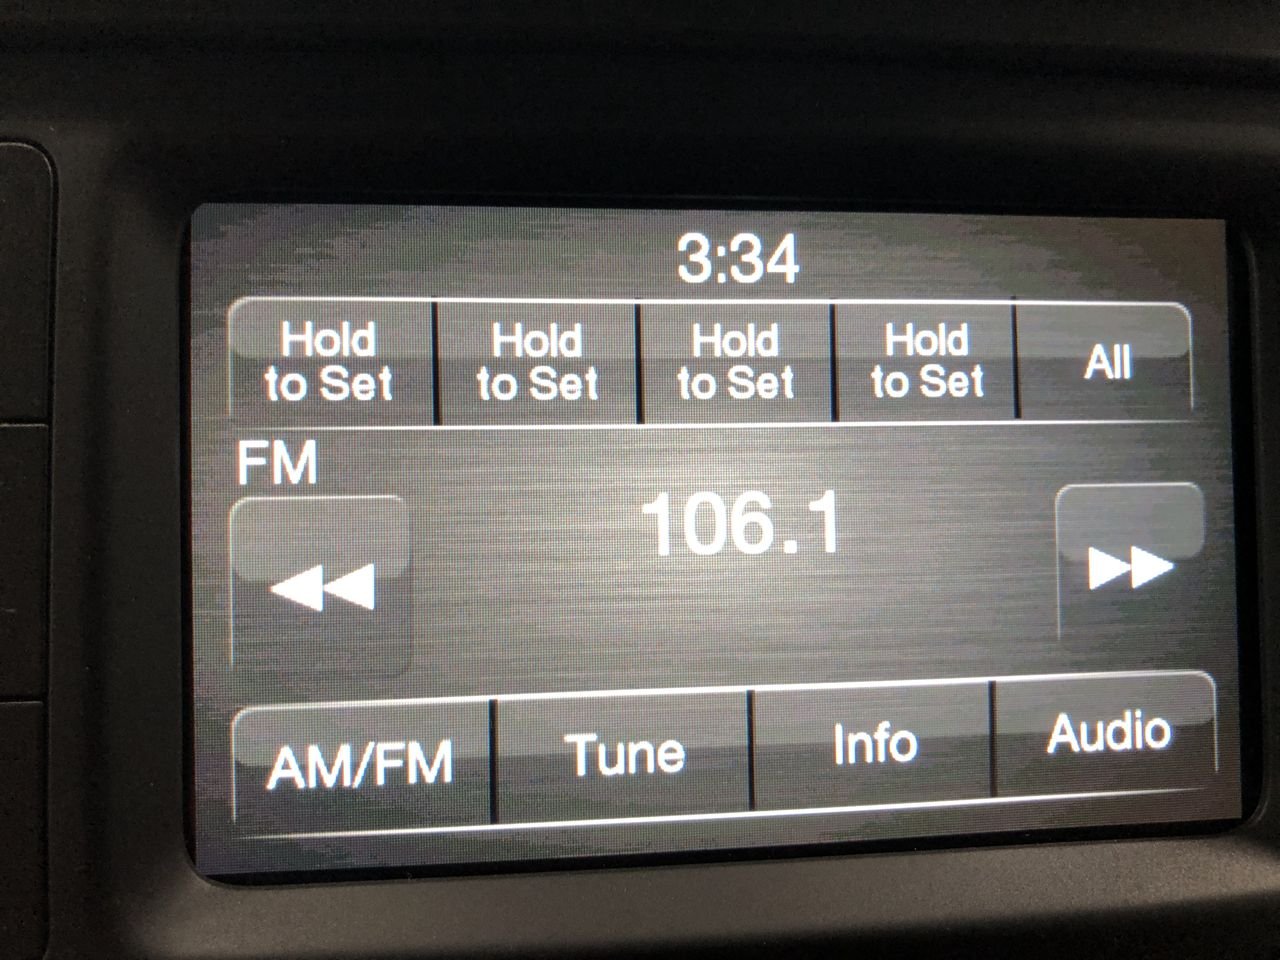 3:34
Hold
to Set
Hold
to Set
Hold
to Set
Hold
to Set
All
FM
106.1
AM/FM
Tune
Info
Audio